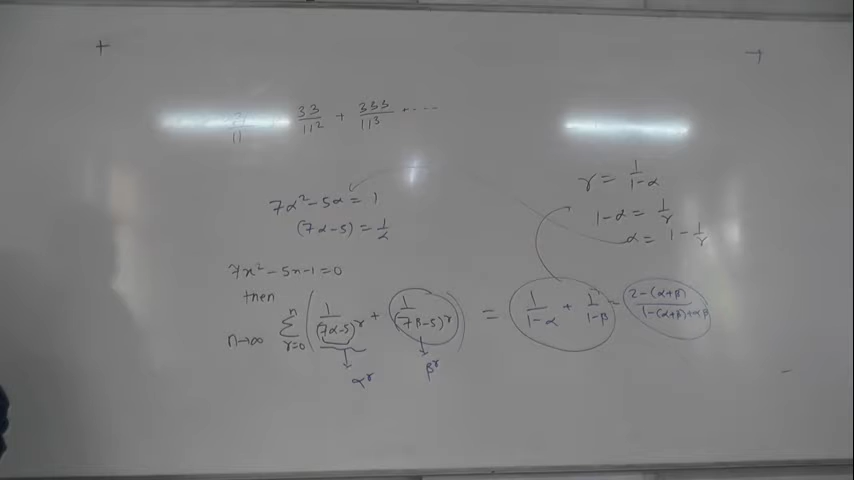 33/11² + 333/11³ + ....
7α² - 5α = 1
(7α-5) = 1/α
γ = 1/(1-α)
1-α = 1/γ
α = 1 - 1/γ
7x² - 5x - 1 = 0
then
n→∞ Σ_{r=0}^{n} ( 1/(7α-5)^r + 1/(7β-5)^r ) = 1/(1-α) + 1/(1-β) = (2-(α+β))/(1-(α+β)+αβ)
α^r β^r